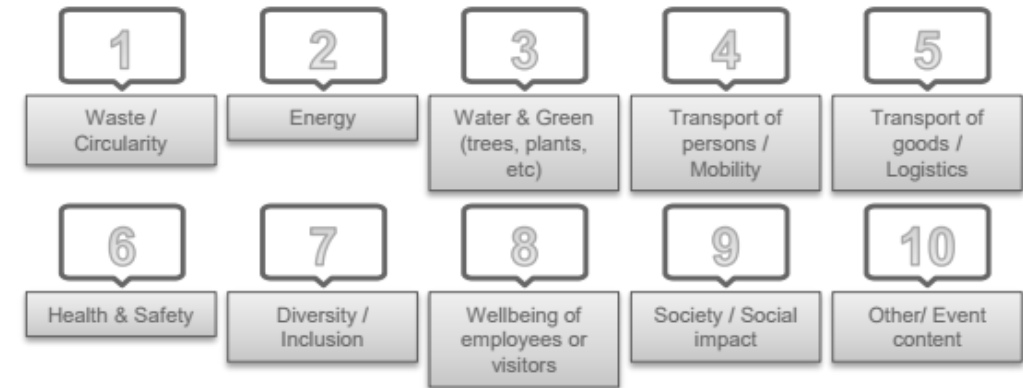 1
2
3
4
5
Waste /
Circularity
Energy
Water & Green
(trees, plants,
etc)
Transport of
persons /
Mobility
Transport of
goods /
Logistics
6
7
8
9
10
Health & Safety
Diversity /
Inclusion
Wellbeing of
employees or
visitors
Society / Social
impact
Other/ Event
content